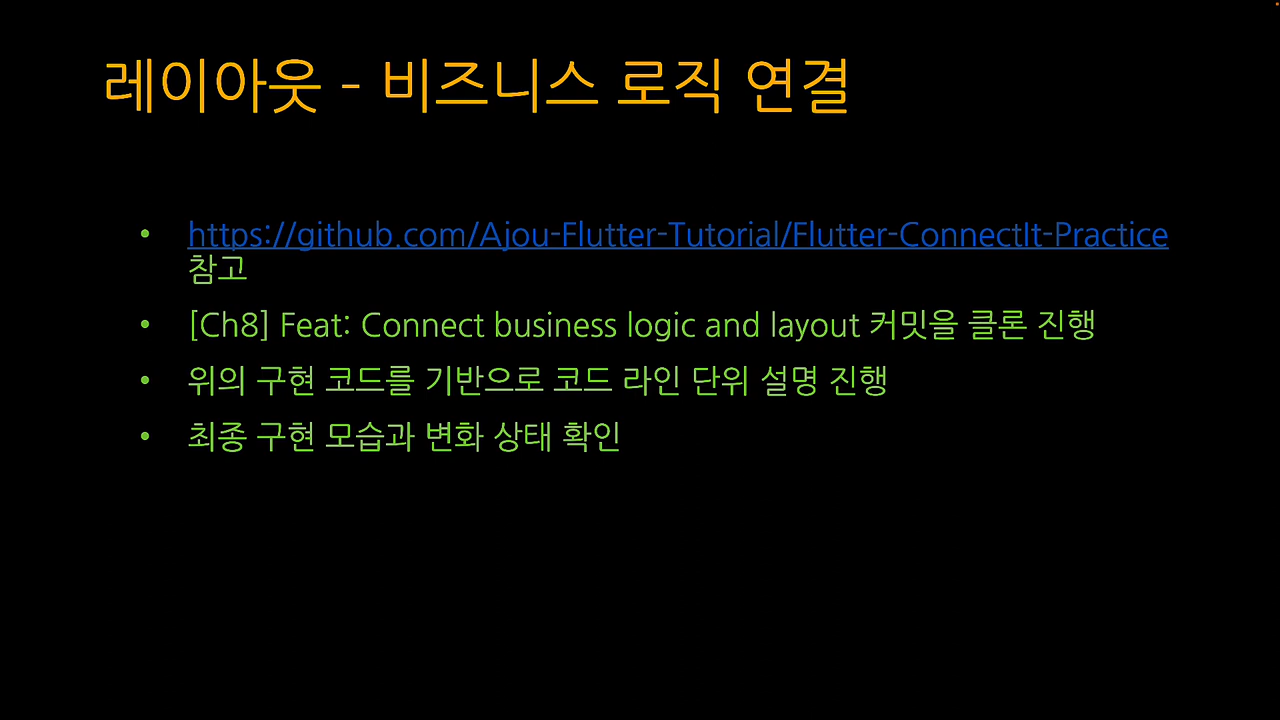 레이아웃 - 비즈니스 로직 연결
• https://github.com/Ajou-Flutter-Tutorial/Flutter-ConnectIt-Practice
참고
• [Ch8] Feat: Connect business logic and layout 커밋을 클론 진행
• 위의 구현 코드를 기반으로 코드 라인 단위 설명 진행
• 최종 구현 모습과 변화 상태 확인